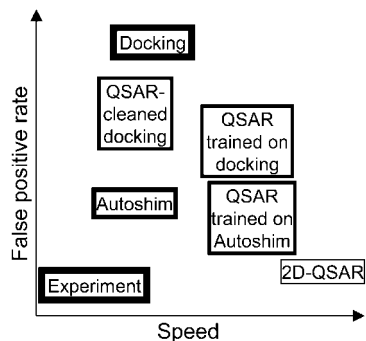 Docking
QSAR-
cleaned
docking
QSAR
trained on
docking
Autoshim
QSAR
trained on
Autoshim
2D-QSAR
Experiment
False positive rate
Speed